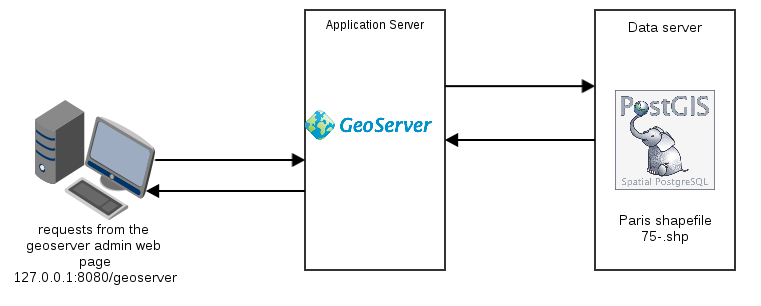 Application Server
GeoServer
Data server
PostGIS
Spatial PostgreSQL
Paris shapefile
75-.shp
requests from the
geoserver admin web
page
127.0.0.1:8080/geoserver